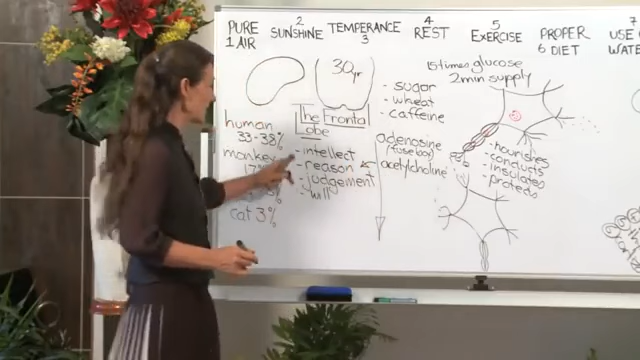 PURE
1 AIR
2
SUNSHINE
TEMPERANCE
3
4
REST
5
EXERCISE
PROPER
6 DIET
7
USE
WATE
human
33-38%
monkey
17%
cat 3%
30yr
The Frontal
Lobe
- intellect
- reason
- judgement
- will
- sugar
- wheat
- caffeine
adenosine
(fuse box)
acetylcholine
15 times glucose
2 min supply
- nourishes
- conducts
- insulates
- protects